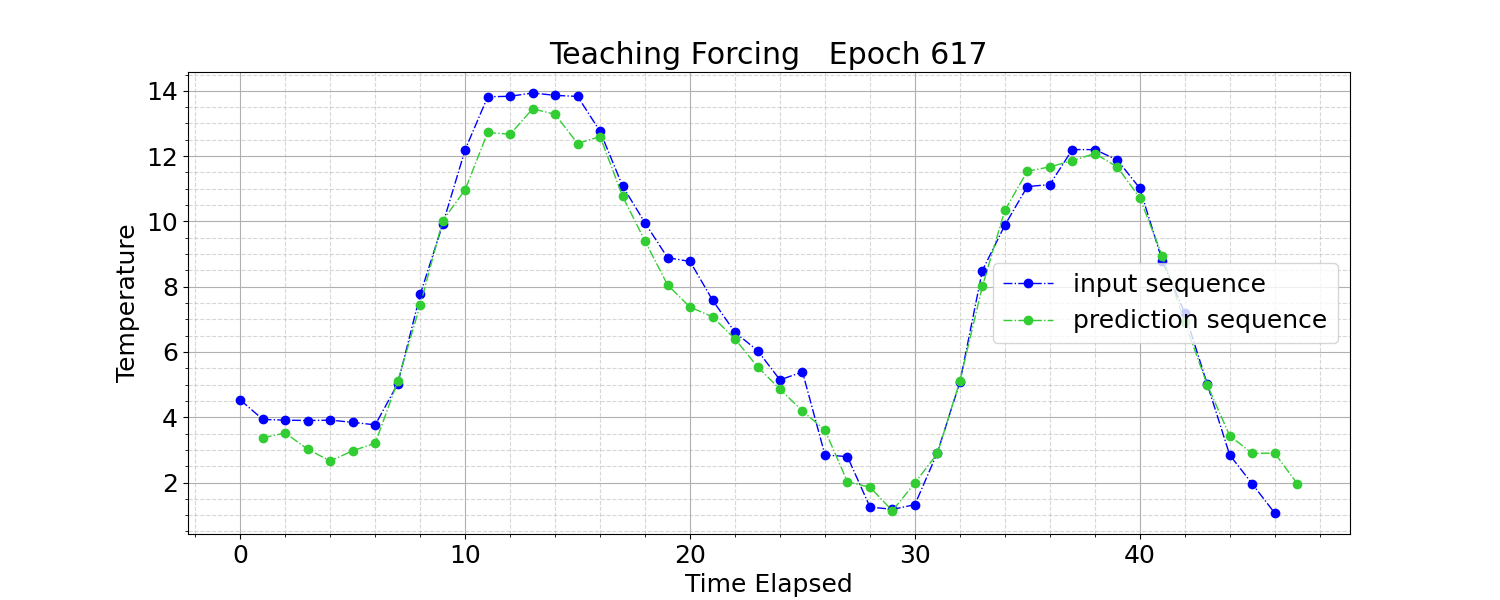 Teaching Forcing   Epoch 617
14
12
10
8
6
4
2
Temperature
input sequence
prediction sequence
0 10 20 30 40
Time Elapsed